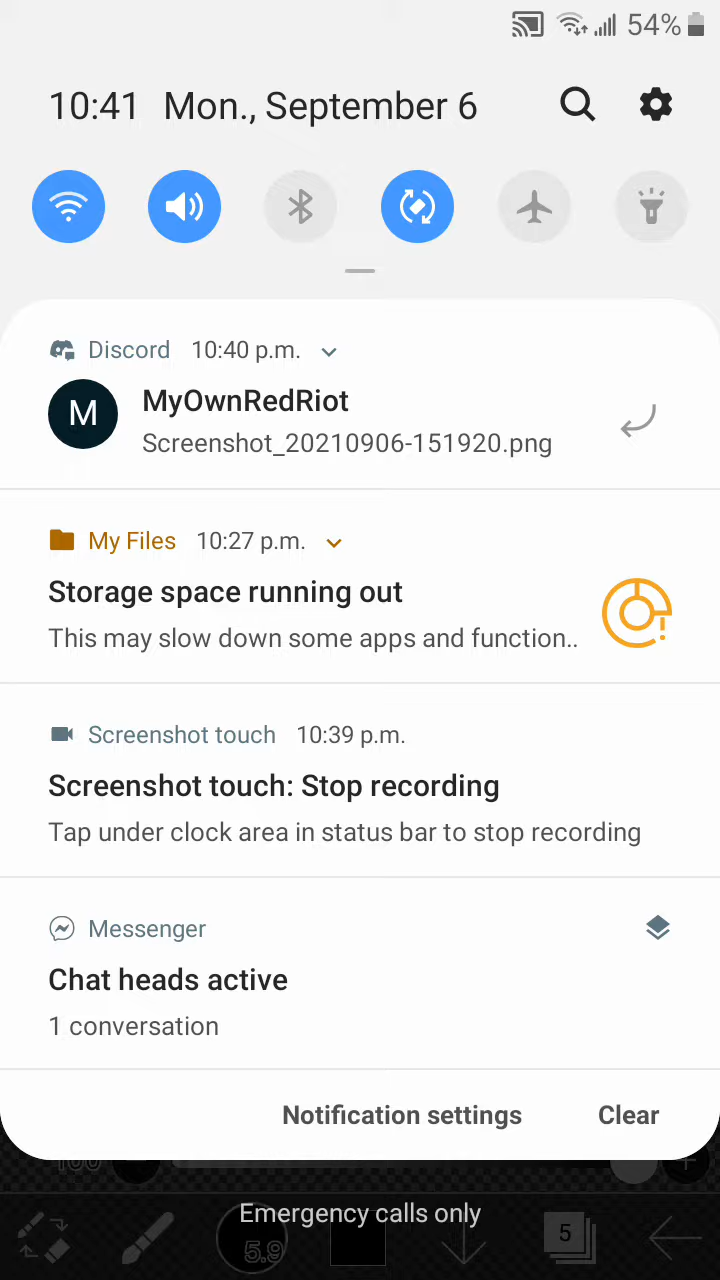 54%
10:41 Mon., September 6
Discord 10:40 p.m.
M
MyOwnRedRiot
Screenshot_20210906-151920.png
My Files 10:27 p.m.
Storage space running out
This may slow down some apps and function..
Screenshot touch 10:39 p.m.
Screenshot touch: Stop recording
Tap under clock area in status bar to stop recording
Messenger
Chat heads active
1 conversation
Notification settings Clear
100
Emergency calls only
5.9
5